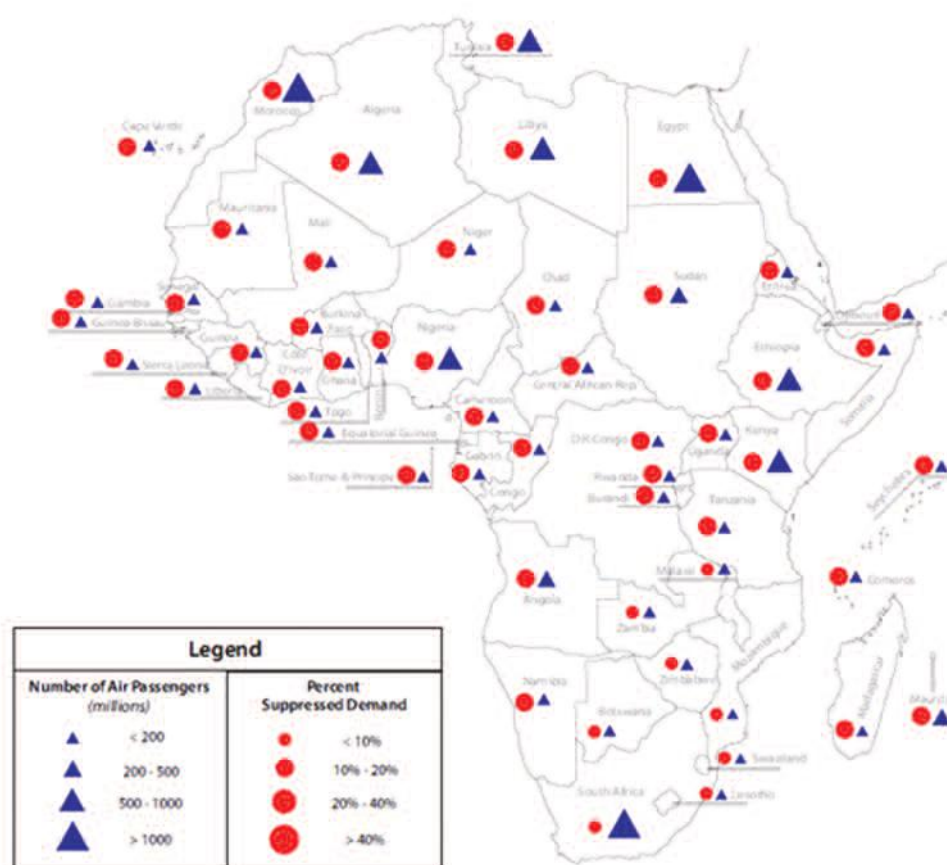 Tunisia
Morocco
Algeria
Libya
Egypt
Cape Verde
Mauritania
Mali
Niger
Chad
Sudan
Eritrea
Senegal
Gambia
Guinea-Bissau
Guinea
Burkina
Faso
Nigeria
Djibouti
Ethiopia
Somalia
Sierra Leone
Cote
D'Ivoir
Ghana
Benin
Central African Rep.
Liberia
Togo
Cameroon
Equatorial Guinea
Gabon
Congo
D.R.Congo
Uganda
Kenya
Sao Tome & Principe
Rwanda
Burundi
Seychelles
Tanzania
Malawi
Comoros
Angola
Zambia
Mozambique
Zimbabwe
Namibia
Botswana
Madagascar
Swaziland
South Africa
Lesotho
Legend
Number of Air Passengers
(millions)
< 200
200 - 500
500 - 1000
> 1000
Percent
Suppressed Demand
< 10%
10% - 20%
20% - 40%
> 40%